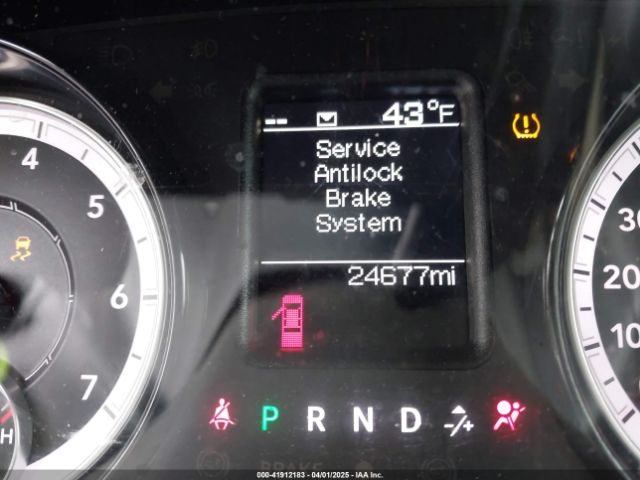 -- 43°F
Service
Antilock
Brake
System
24677mi
4
5
6
7
H
30
20
10
P R N D -/+
BRAKE
000-41912183 - 04/01/2025 - IAA Inc.